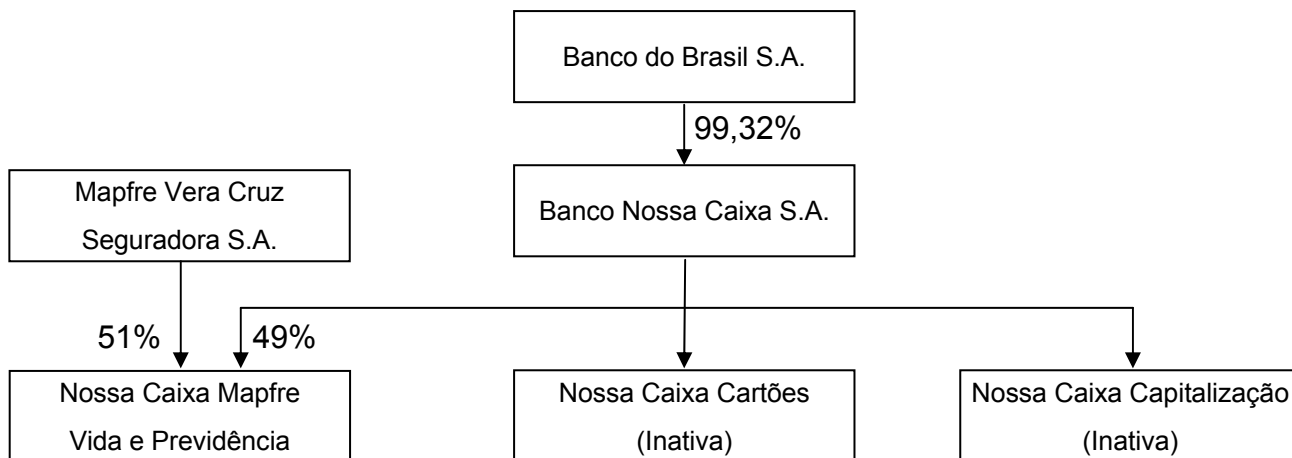 Banco do Brasil S.A.
99,32%
Mapfre Vera Cruz
Seguradora S.A.
Banco Nossa Caixa S.A.
51%
49%
Nossa Caixa Mapfre
Vida e Previdência
Nossa Caixa Cartões
(Inativa)
Nossa Caixa Capitalização
(Inativa)